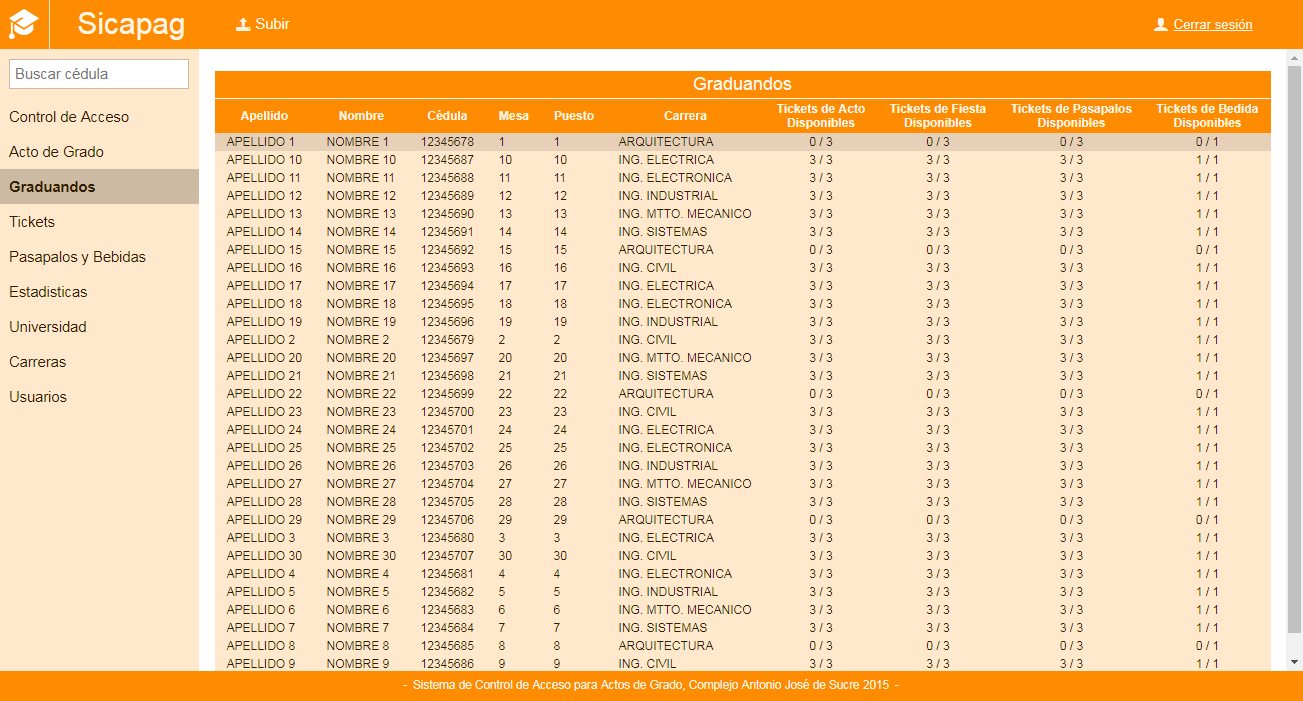 Sicapag
Subir
Cerrar sesión
Buscar cédula
Control de Acceso
Acto de Grado
Graduandos
Tickets
Pasapalos y Bebidas
Estadisticas
Universidad
Carreras
Usuarios
Graduandos
Apellido Nombre Cédula Mesa Puesto Carrera Tickets de Acto Disponibles Tickets de Fiesta Disponibles Tickets de Pasapalos Disponibles Tickets de Bedida Disponibles
APELLIDO 1 NOMBRE 1 12345678 1 1 ARQUITECTURA 0 / 3 0 / 3 0 / 3 0 / 1
APELLIDO 10 NOMBRE 10 12345687 10 10 ING. ELECTRICA 3 / 3 3 / 3 3 / 3 1 / 1
APELLIDO 11 NOMBRE 11 12345688 11 11 ING. ELECTRONICA 3 / 3 3 / 3 3 / 3 1 / 1
APELLIDO 12 NOMBRE 12 12345689 12 12 ING. INDUSTRIAL 3 / 3 3 / 3 3 / 3 1 / 1
APELLIDO 13 NOMBRE 13 12345690 13 13 ING. MTTO. MECANICO 3 / 3 3 / 3 3 / 3 1 / 1
APELLIDO 14 NOMBRE 14 12345691 14 14 ING. SISTEMAS 3 / 3 3 / 3 3 / 3 1 / 1
APELLIDO 15 NOMBRE 15 12345692 15 15 ARQUITECTURA 0 / 3 0 / 3 0 / 3 0 / 1
APELLIDO 16 NOMBRE 16 12345693 16 16 ING. CIVIL 3 / 3 3 / 3 3 / 3 1 / 1
APELLIDO 17 NOMBRE 17 12345694 17 17 ING. ELECTRICA 3 / 3 3 / 3 3 / 3 1 / 1
APELLIDO 18 NOMBRE 18 12345695 18 18 ING. ELECTRONICA 3 / 3 3 / 3 3 / 3 1 / 1
APELLIDO 19 NOMBRE 19 12345696 19 19 ING. INDUSTRIAL 3 / 3 3 / 3 3 / 3 1 / 1
APELLIDO 2 NOMBRE 2 12345679 2 2 ING. CIVIL 3 / 3 3 / 3 3 / 3 1 / 1
APELLIDO 20 NOMBRE 20 12345697 20 20 ING. MTTO. MECANICO 3 / 3 3 / 3 3 / 3 1 / 1
APELLIDO 21 NOMBRE 21 12345698 21 21 ING. SISTEMAS 3 / 3 3 / 3 3 / 3 1 / 1
APELLIDO 22 NOMBRE 22 12345699 22 22 ARQUITECTURA 0 / 3 0 / 3 0 / 3 0 / 1
APELLIDO 23 NOMBRE 23 12345700 23 23 ING. CIVIL 3 / 3 3 / 3 3 / 3 1 / 1
APELLIDO 24 NOMBRE 24 12345701 24 24 ING. ELECTRICA 3 / 3 3 / 3 3 / 3 1 / 1
APELLIDO 25 NOMBRE 25 12345702 25 25 ING. ELECTRONICA 3 / 3 3 / 3 3 / 3 1 / 1
APELLIDO 26 NOMBRE 26 12345703 26 26 ING. INDUSTRIAL 3 / 3 3 / 3 3 / 3 1 / 1
APELLIDO 27 NOMBRE 27 12345704 27 27 ING. MTTO. MECANICO 3 / 3 3 / 3 3 / 3 1 / 1
APELLIDO 28 NOMBRE 28 12345705 28 28 ING. SISTEMAS 3 / 3 3 / 3 3 / 3 1 / 1
APELLIDO 29 NOMBRE 29 12345706 29 29 ARQUITECTURA 0 / 3 0 / 3 0 / 3 0 / 1
APELLIDO 3 NOMBRE 3 12345680 3 3 ING. ELECTRICA 3 / 3 3 / 3 3 / 3 1 / 1
APELLIDO 30 NOMBRE 30 12345707 30 30 ING. CIVIL 3 / 3 3 / 3 3 / 3 1 / 1
APELLIDO 4 NOMBRE 4 12345681 4 4 ING. ELECTRONICA 3 / 3 3 / 3 3 / 3 1 / 1
APELLIDO 5 NOMBRE 5 12345682 5 5 ING. INDUSTRIAL 3 / 3 3 / 3 3 / 3 1 / 1
APELLIDO 6 NOMBRE 6 12345683 6 6 ING. MTTO. MECANICO 3 / 3 3 / 3 3 / 3 1 / 1
APELLIDO 7 NOMBRE 7 12345684 7 7 ING. SISTEMAS 3 / 3 3 / 3 3 / 3 1 / 1
APELLIDO 8 NOMBRE 8 12345685 8 8 ARQUITECTURA 0 / 3 0 / 3 0 / 3 0 / 1
APELLIDO 9 NOMBRE 9 12345686 9 9 ING. CIVIL 3 / 3 3 / 3 3 / 3 1 / 1
- Sistema de Control de Acceso para Actos de Grado, Complejo Antonio José de Sucre 2015 -